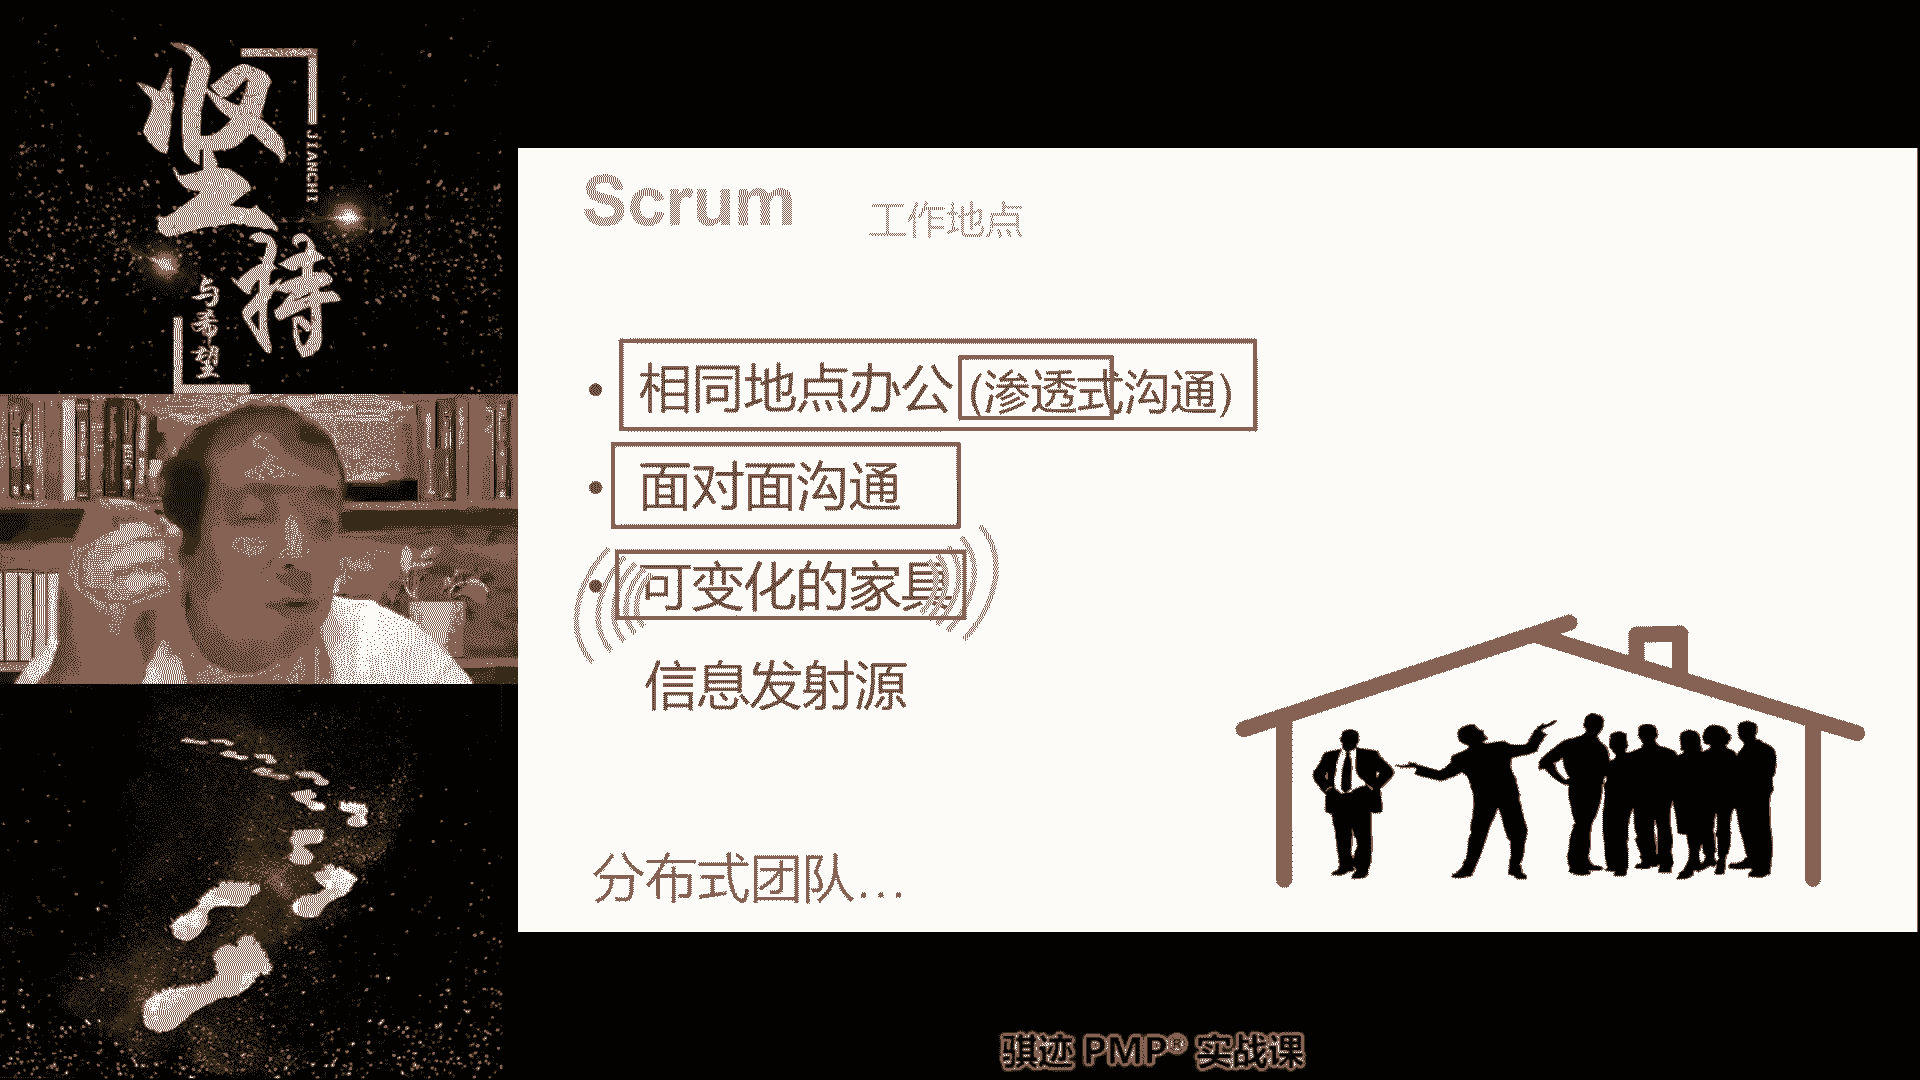 坚持
JIANCHI
与希望
Scrum 工作地点
• 相同地点办公(渗透式沟通)
• 面对面沟通
• 可变化的家具
信息发射源
分布式团队…
骐迹 PMP® 实战课